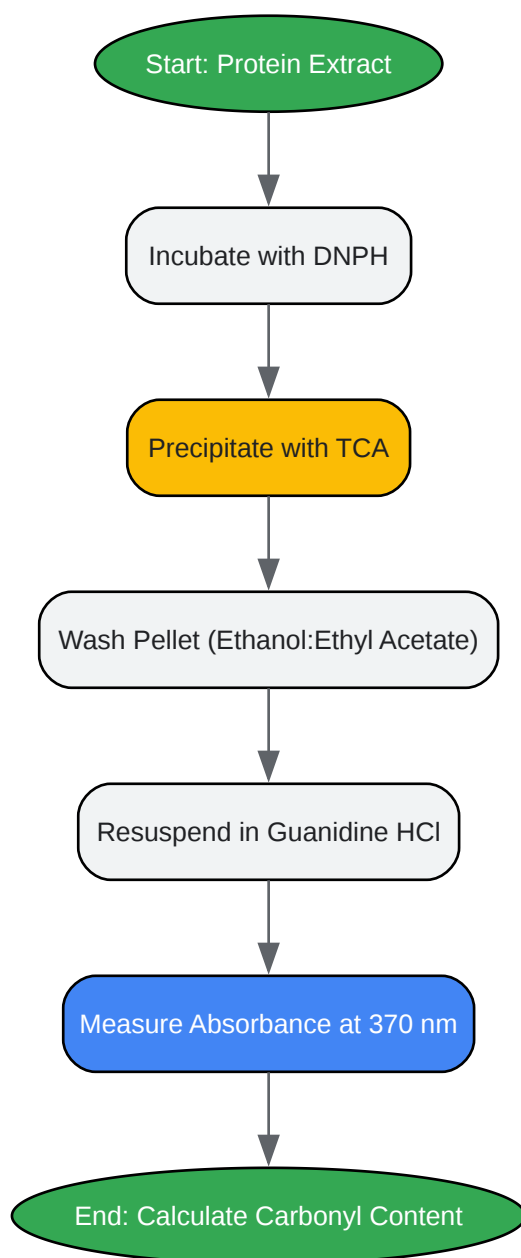 Start: Protein Extract
Incubate with DNPH
Precipitate with TCA
Wash Pellet (Ethanol:Ethyl Acetate)
Resuspend in Guanidine HCl
Measure Absorbance at 370 nm
End: Calculate Carbonyl Content